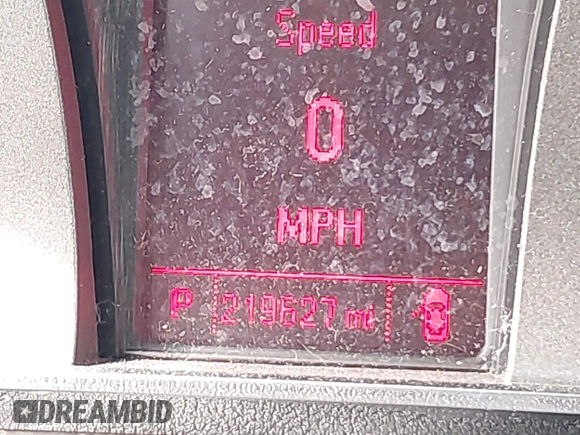 Speed
0
MPH
P 219627 mi
DREAMBID